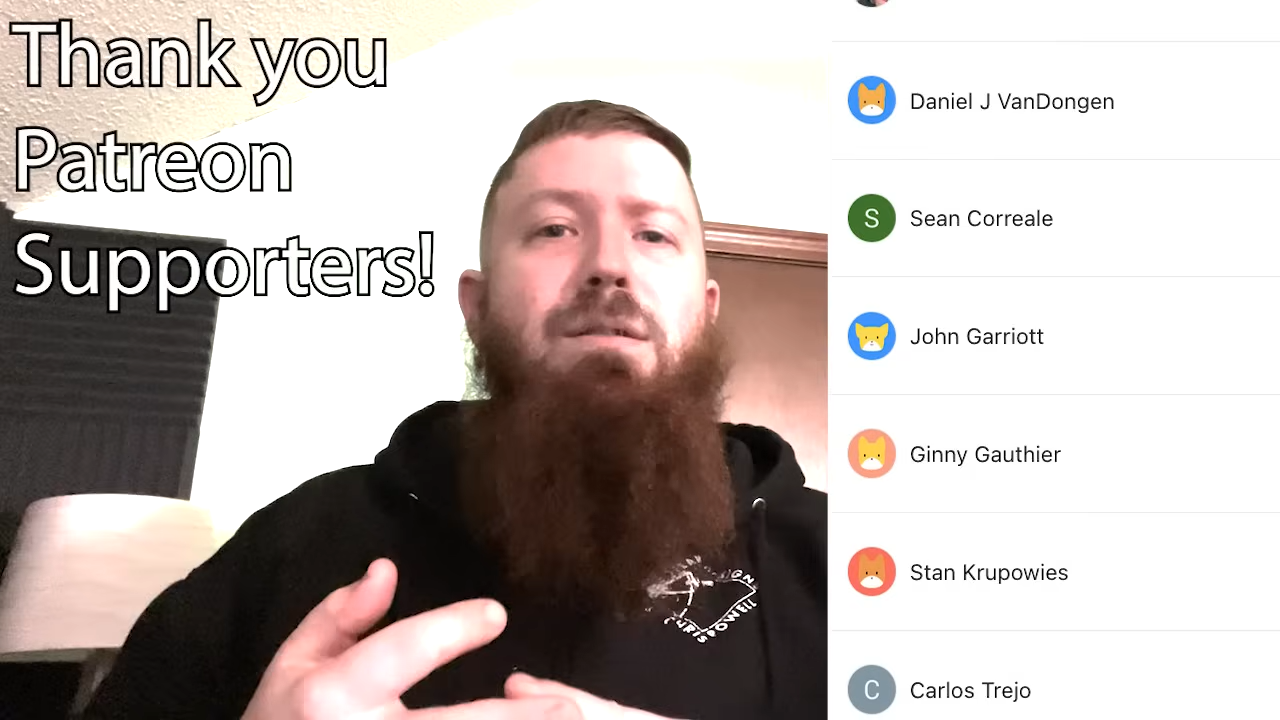 Thank you
Patreon
Supporters!
Daniel J VanDongen
S
Sean Correale
John Garriott
Ginny Gauthier
Stan Krupowies
C
Carlos Trejo